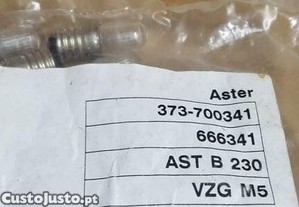 Aster
373-700341
666341
AST B 230
VZG M5
CustoJusto.pt